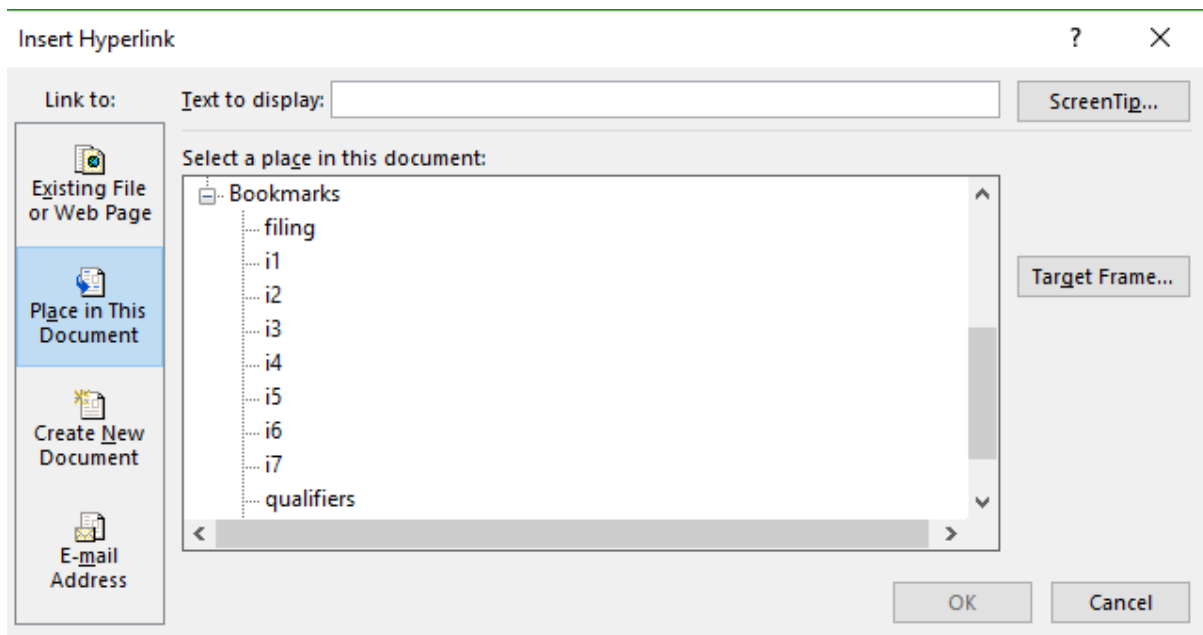 Insert Hyperlink
?
Link to:
Text to display:
ScreenTip...
Existing File
or Web Page
Place in This
Document
Create New
Document
E-mail
Address
Select a place in this document:
Bookmarks
filing
i1
i2
i3
i4
i5
i6
i7
qualifiers
Target Frame...
OK
Cancel